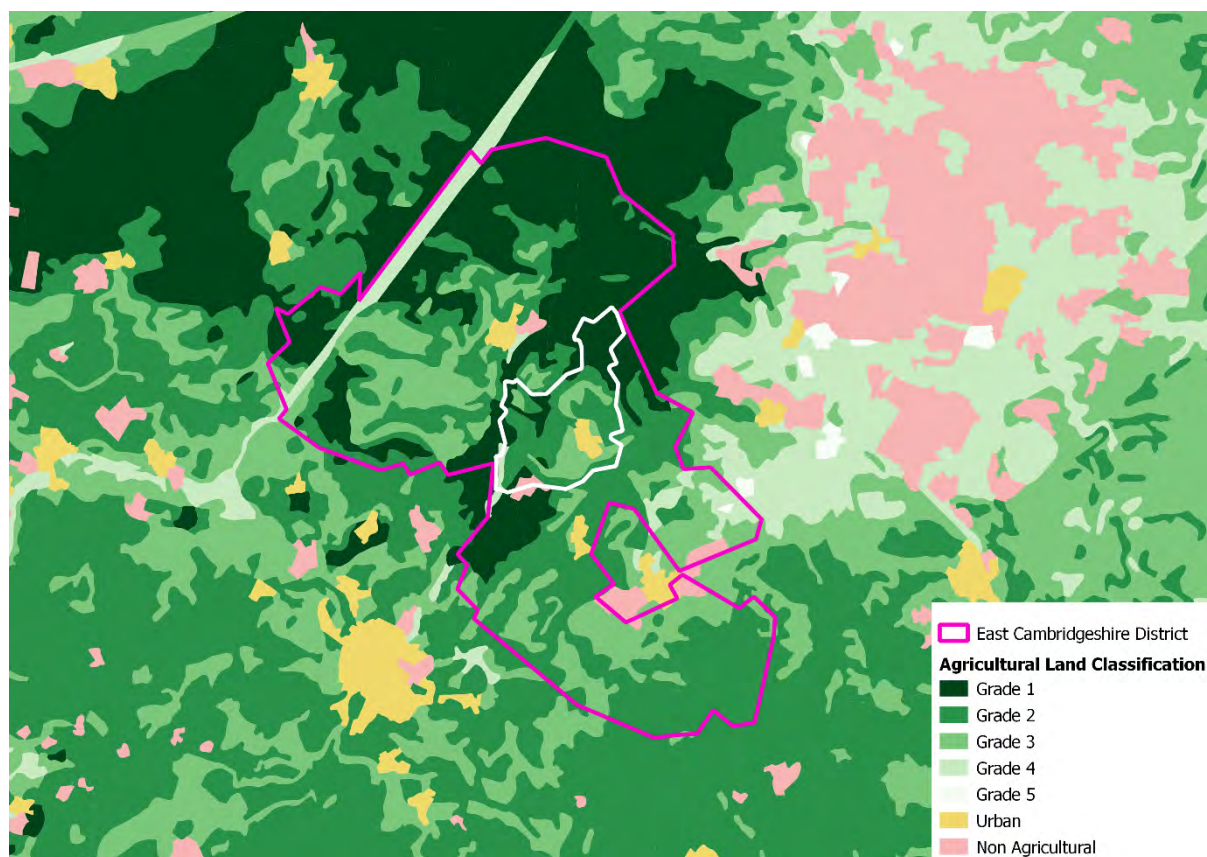 East Cambridgeshire District
Agricultural Land Classification
Grade 1
Grade 2
Grade 3
Grade 4
Grade 5
Urban
Non Agricultural